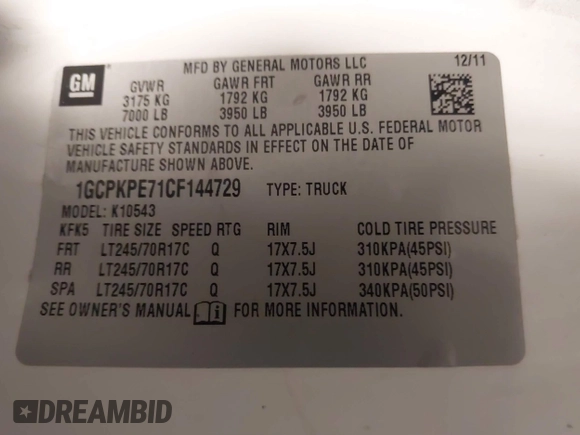 GM
MFD BY GENERAL MOTORS LLC 12/11
GVWR GAWR FRT GAWR RR
3175 KG 1792 KG 1792 KG
7000 LB 3950 LB 3950 LB
THIS VEHICLE CONFORMS TO ALL APPLICABLE U.S. FEDERAL MOTOR
VEHICLE SAFETY STANDARDS IN EFFECT ON THE DATE OF
MANUFACTURE SHOWN ABOVE.
1GCPKPE71CF144729 TYPE: TRUCK
MODEL: K10543
KFK5 TIRE SIZE SPEED RTG RIM COLD TIRE PRESSURE
FRT LT245/70R17C Q 17X7.5J 310KPA(45PSI)
RR LT245/70R17C Q 17X7.5J 310KPA(45PSI)
SPA LT245/70R17C Q 17X7.5J 340KPA(50PSI)
SEE OWNER'S MANUAL i FOR MORE INFORMATION.
DREAMBID